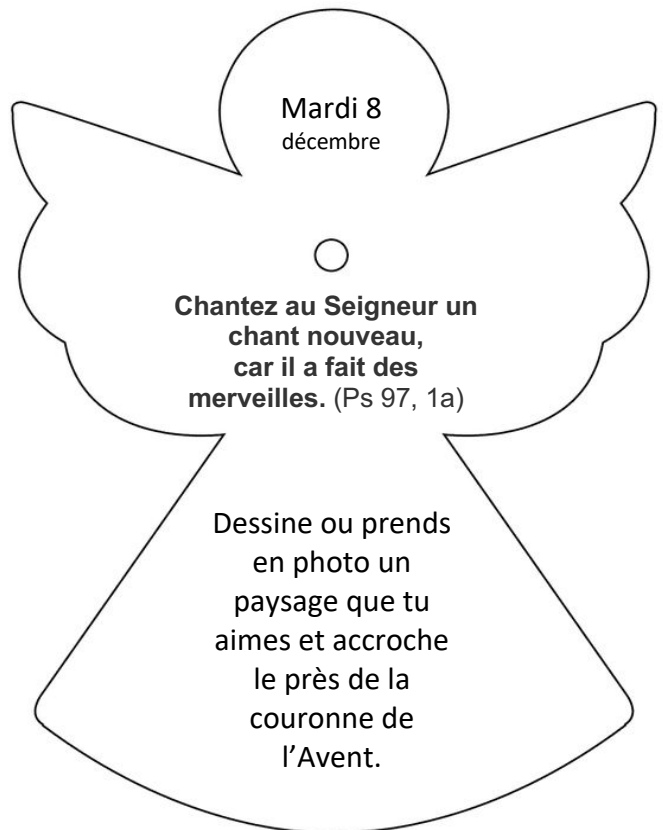 Mardi 8
décembre
Chantez au Seigneur un
chant nouveau,
car il a fait des
merveilles. (Ps 97, 1a)
Dessine ou prends
en photo un
paysage que tu
aimes et accroche
le près de la
couronne de
l’Avent.